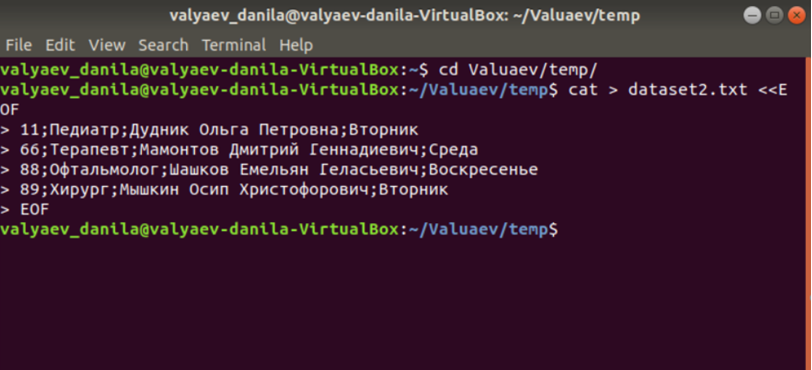 valyaev_danila@valyaev-danila-VirtualBox: ~/Valuaev/temp
File Edit View Search Terminal Help
valyaev_danila@valyaev-danila-VirtualBox:~$ cd Valuaev/temp/
valyaev_danila@valyaev-danila-VirtualBox:~/Valuaev/temp$ cat > dataset2.txt <<E
OF
> 11;Педиатр;Дудник Ольга Петровна;Вторник
> 66;Терапевт;Мамонтов Дмитрий Геннадиевич;Среда
> 88;Офтальмолог;Шашков Емельян Геласьевич;Воскресенье
> 89;Хирург;Мышкин Осип Христофорович;Вторник
> EOF
valyaev_danila@valyaev-danila-VirtualBox:~/Valuaev/temp$